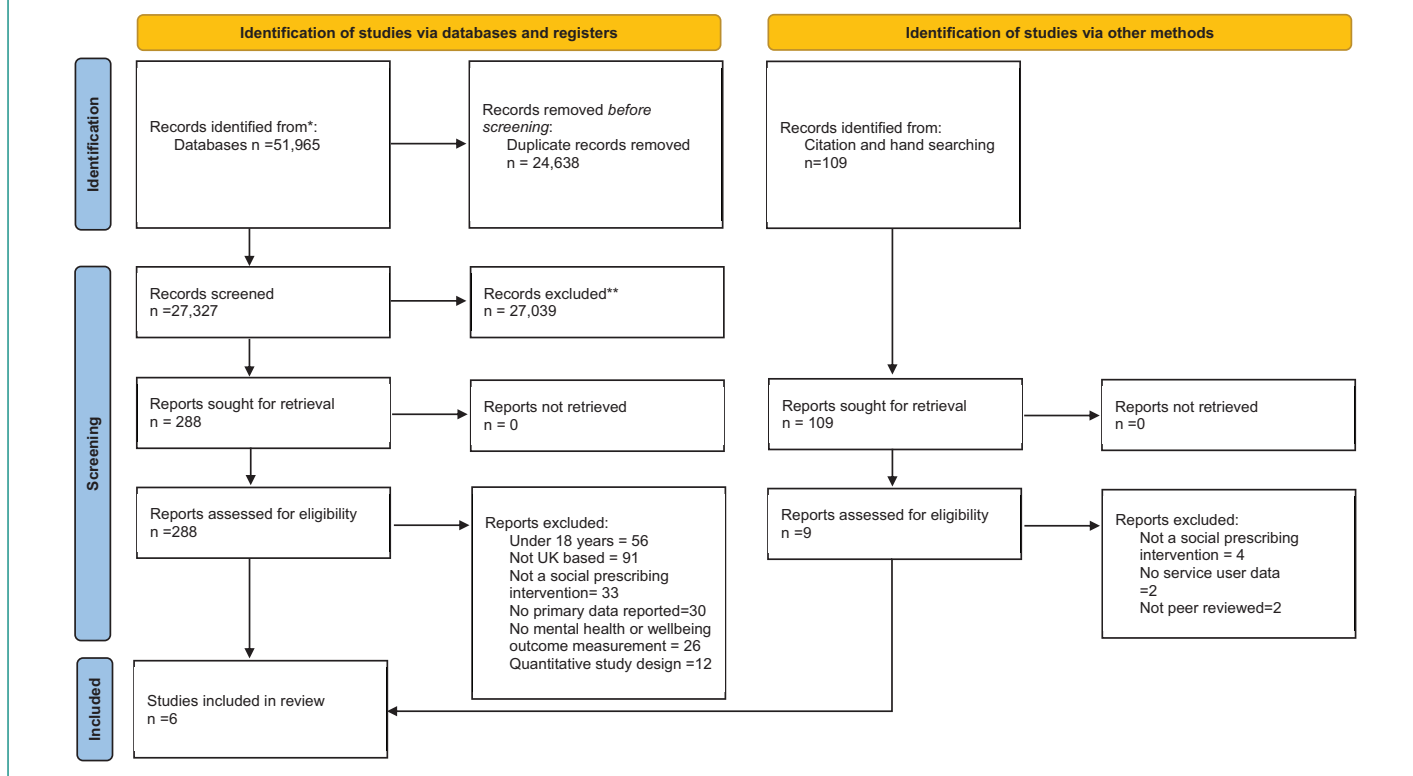 Identification of studies via databases and registers
Identification of studies via other methods
Identification
Records identified from*:
Databases n =51,965
Records removed before
screening:
Duplicate records removed
n = 24,638
Records identified from:
Citation and hand searching
n=109
Screening
Records screened
n =27,327
Records excluded**
n = 27,039
Reports sought for retrieval
n = 288
Reports not retrieved
n = 0
Reports sought for retrieval
n = 109
Reports not retrieved
n =0
Reports assessed for eligibility
n =288
Reports excluded:
Under 18 years = 56
Not UK based = 91
Not a social prescribing
intervention= 33
No primary data reported=30
No mental health or wellbeing
outcome measurement = 26
Quantitative study design =12
Reports assessed for eligibility
n =9
Reports excluded:
Not a social prescribing
intervention = 4
No service user data
=2
Not peer reviewed=2
Included
Studies included in review
n =6